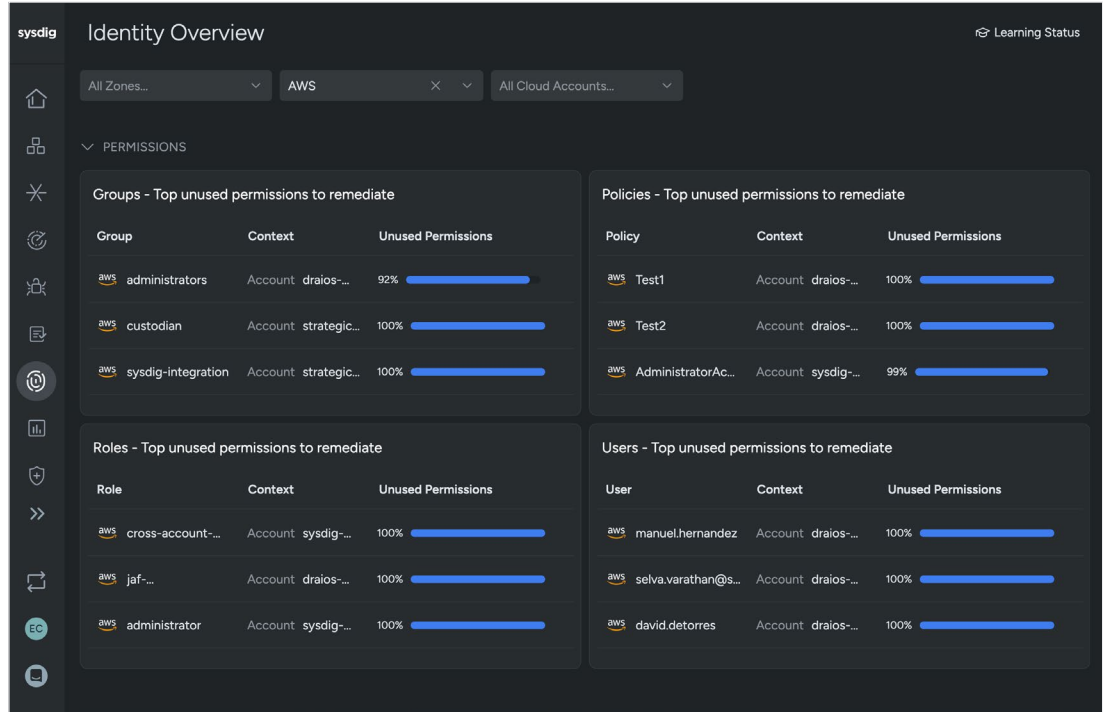 sysdig
Identity Overview
Learning Status
All Zones...
AWS
All Cloud Accounts...
PERMISSIONS
Groups - Top unused permissions to remediate
Group Context Unused Permissions
aws administrators Account draios-... 92%
aws custodian Account strategic... 100%
aws sysdig-integration Account strategic... 100%
Policies - Top unused permissions to remediate
Policy Context Unused Permissions
aws Test1 Account draios-... 100%
aws Test2 Account draios-... 100%
aws AdministratorAc... Account sysdig-... 99%
Roles - Top unused permissions to remediate
Role Context Unused Permissions
aws cross-account-... Account sysdig-... 100%
aws jaf-... Account draios-... 100%
aws administrator Account sysdig-... 100%
Users - Top unused permissions to remediate
User Context Unused Permissions
aws manuel.hernandez Account draios-... 100%
aws selva.varathan@s... Account draios-... 100%
aws david.detorres Account draios-... 100%
EC